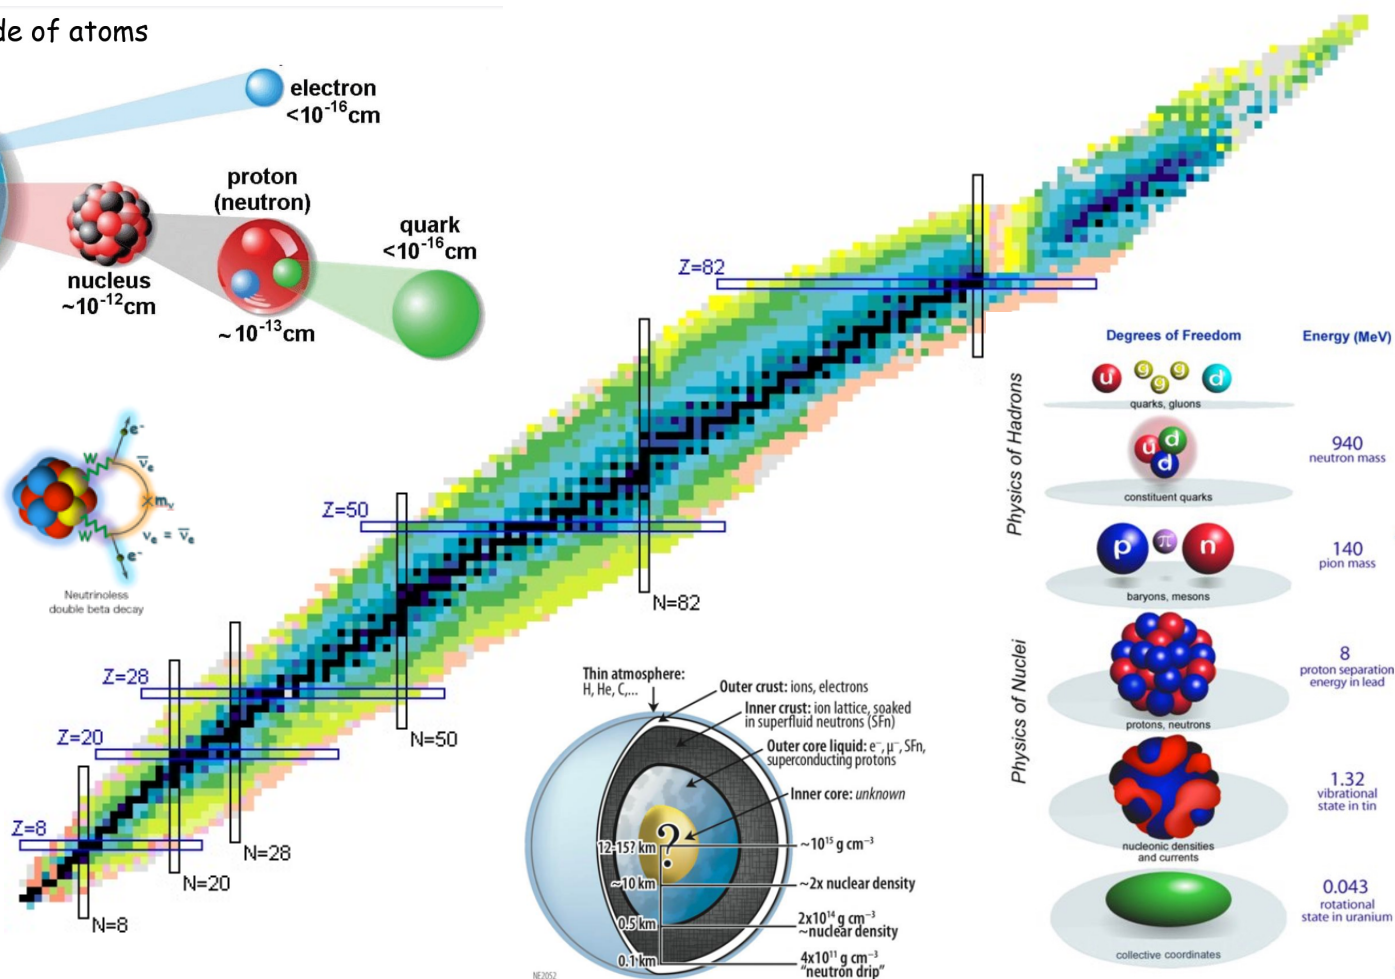 de of atoms
electron
<10⁻¹⁶cm
proton
(neutron)
quark
<10⁻¹⁶cm
nucleus
~10⁻¹²cm
~10⁻¹³cm
e⁻
W
ν̅ₑ
mᵥ
W
νₑ = ν̅ₑ
e⁻
Neutrinoless
double beta decay
Z=82
Z=50
N=82
Z=28
N=50
Z=20
N=28
Z=8
N=20
N=8
Thin atmosphere:
H, He, C,...
Outer crust: ions, electrons
Inner crust: ion lattice, soaked
in superfluid neutrons (SFn)
Outer core liquid: e⁻, μ⁻, SFn,
superconducting protons
Inner core: unknown
?
12-15? km
~10¹⁵ g cm⁻³
~10 km
~2x nuclear density
0.5 km
2x10¹⁴ g cm⁻³
~nuclear density
0.1 km
4x10¹¹ g cm⁻³
"neutron drip"
NE2052
Degrees of Freedom
Energy (MeV)
Physics of Hadrons
u g g g d
quarks, gluons
u d d
940
neutron mass
constituent quarks
p π n
140
pion mass
baryons, mesons
Physics of Nuclei
8
proton separation
energy in lead
protons, neutrons
1.32
vibrational
state in tin
nucleonic densities
and currents
0.043
rotational
state in uranium
collective coordinates